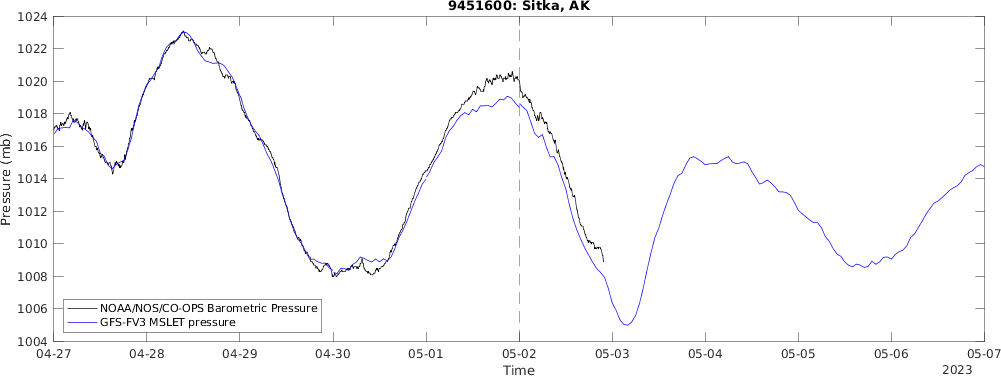 9451600: Sitka, AK
Pressure (mb)
1024
1022
1020
1018
1016
1014
1012
1010
1008
1006
1004
NOAA/NOS/CO-OPS Barometric Pressure
GFS-FV3 MSLET pressure
04-27 04-28 04-29 04-30 05-01 05-02 05-03 05-04 05-05 05-06 05-07
Time
2023